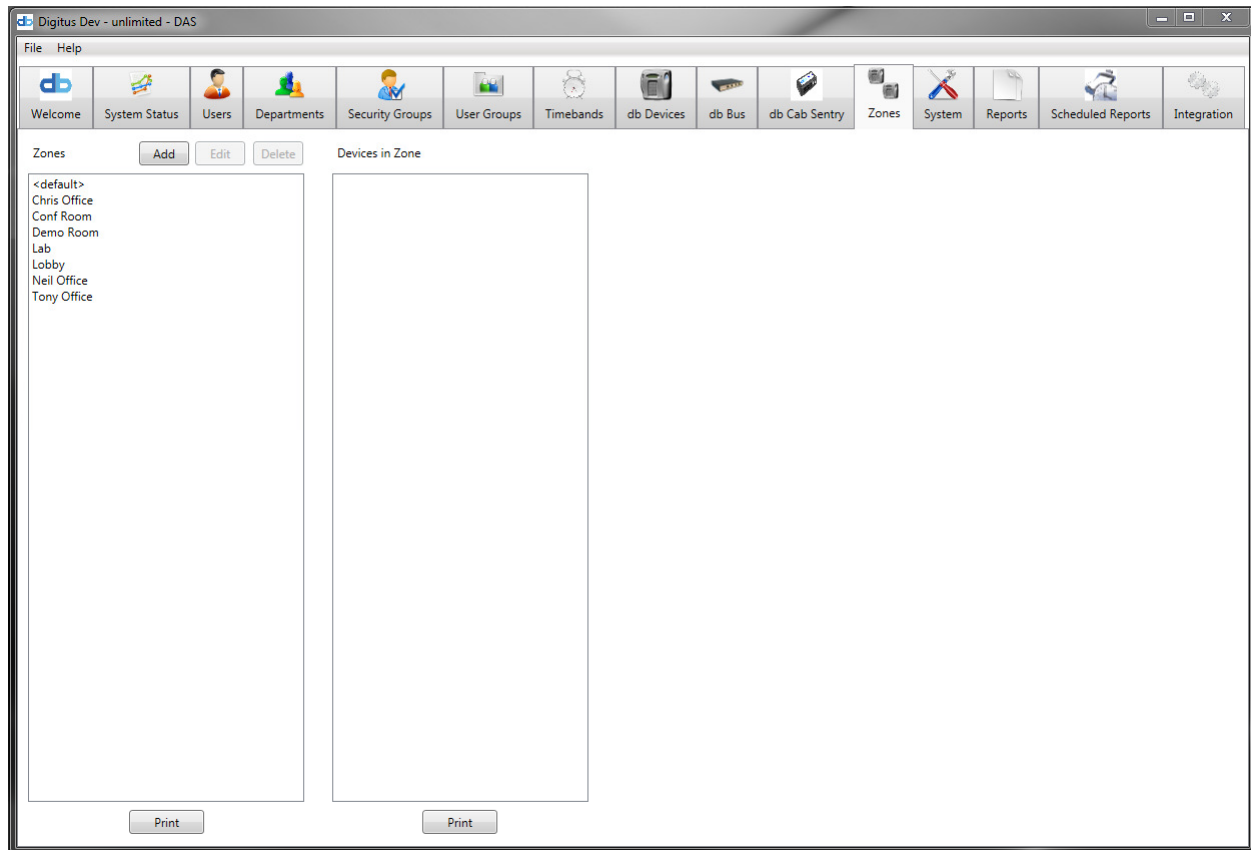 Digitus Dev - unlimited - DAS
X
File Help
db
Welcome System Status Users Departments Security Groups User Groups Timebands db Devices db Bus db Cab Sentry Zones System Reports Scheduled Reports Integration
Zones Add Edit Delete Devices in Zone
<default>
Chris Office
Conf Room
Demo Room
Lab
Lobby
Neil Office
Tony Office
Print Print